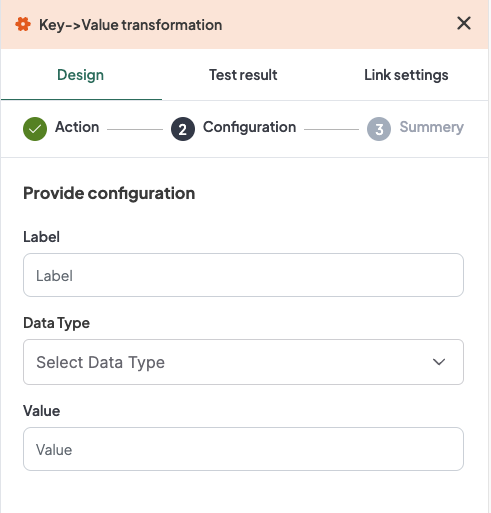 Key->Value transformation
Design Test result Link settings
Action 2 Configuration 3 Summery
Provide configuration
Label
Label
Data Type
Select Data Type
Value
Value